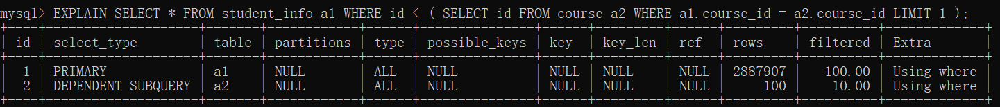 mysql> EXPLAIN SELECT * FROM student_info a1 WHERE id < ( SELECT id FROM course a2 WHERE a1.course_id = a2.course_id LIMIT 1 );
+----+--------------------+-------+------------+------+---------------+------+---------+------+---------+----------+-------------+
| id | select_type        | table | partitions | type | possible_keys | key  | key_len | ref  | rows    | filtered | Extra       |
+----+--------------------+-------+------------+------+---------------+------+---------+------+---------+----------+-------------+
|  1 | PRIMARY            | a1    | NULL       | ALL  | NULL          | NULL | NULL    | NULL | 2887907 |   100.00 | Using where |
|  2 | DEPENDENT SUBQUERY | a2    | NULL       | ALL  | NULL          | NULL | NULL    | NULL |     100 |    10.00 | Using where |
+----+--------------------+-------+------------+------+---------------+------+---------+------+---------+----------+-------------+